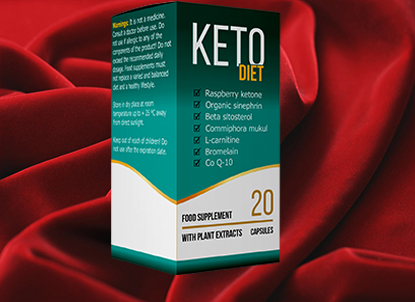 Warnings: It is not a medicine.
Consult a doctor before use. Do
not use if allergic to any of the
components of the product! Do not
exceed the recommended daily
dosage. Food supplements must
not replace a varied and balanced
diet and a healthy lifestyle.
Store in dry place at room
temperature up to + 25 °C away
from direct sunlight.
Keep out of reach of children! Do
not use after the expiration date.
KETO
DIET
Raspberry ketone
Organic sinephrin
Beta sitosterol
Commiphora mukul
L-carnitine
Bromelain
Co Q-10
FOOD SUPPLEMENT
WITH PLANT EXTRACTS
20
CAPSULES